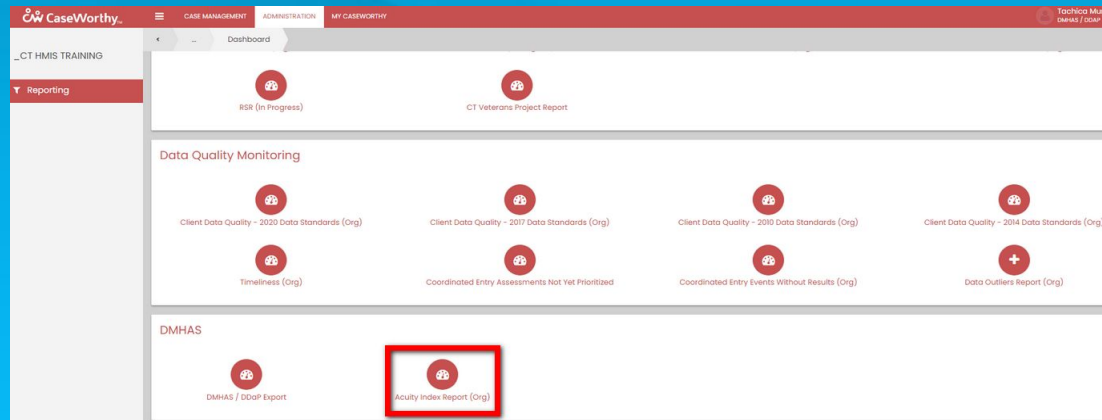 CaseWorthy
CASE MANAGEMENT
ADMINISTRATION
MY CASEWORTHY
Tachica Mu
DMHAS / DDAP
_CT HMIS TRAINING
...
Dashboard
Reporting
RSR (In Progress)
CT Veterans Project Report
Data Quality Monitoring
Client Data Quality - 2020 Data Standards (Org)
Client Data Quality - 2017 Data Standards (Org)
Client Data Quality - 2010 Data Standards (Org)
Client Data Quality - 2014 Data Standards (Org)
Timeliness (Org)
Coordinated Entry Assessments Not Yet Prioritized
Coordinated Entry Events Without Results (Org)
Data Outliers Report (Org)
DMHAS
DMHAS / DDaP Export
Acuity Index Report (Org)